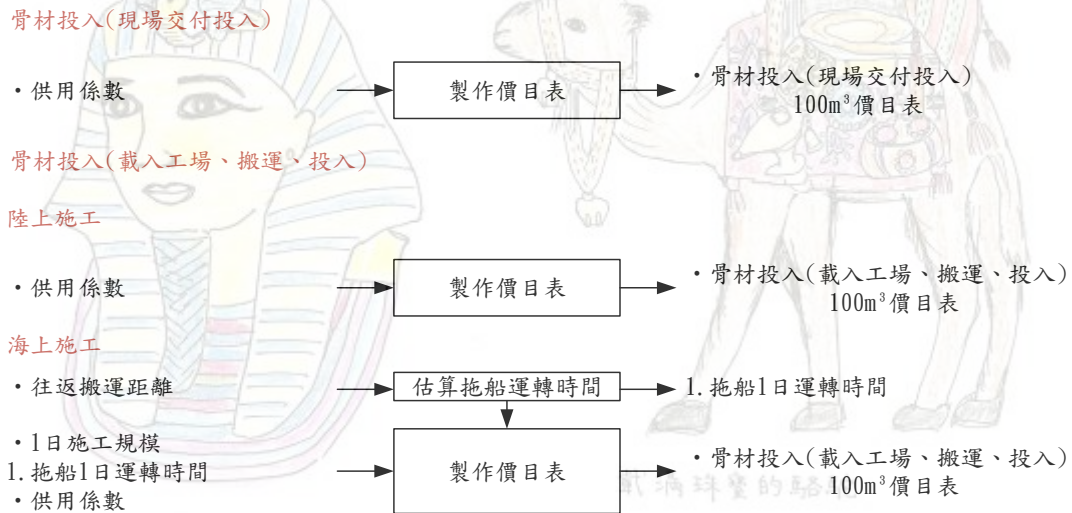 骨材投入(現場交付投入)
・供用係數
製作價目表
・骨材投入(現場交付投入)
100m³價目表
骨材投入(載入工場、搬運、投入)
陸上施工
・供用係數
製作價目表
・骨材投入(載入工場、搬運、投入)
100m³價目表
海上施工
・往返搬運距離
估算拖船運轉時間
1.拖船1日運轉時間
・1日施工規模
1.拖船1日運轉時間
・供用係數
製作價目表
・骨材投入(載入工場、搬運、投入)
100m³價目表
戴滿珠寶的駱駝